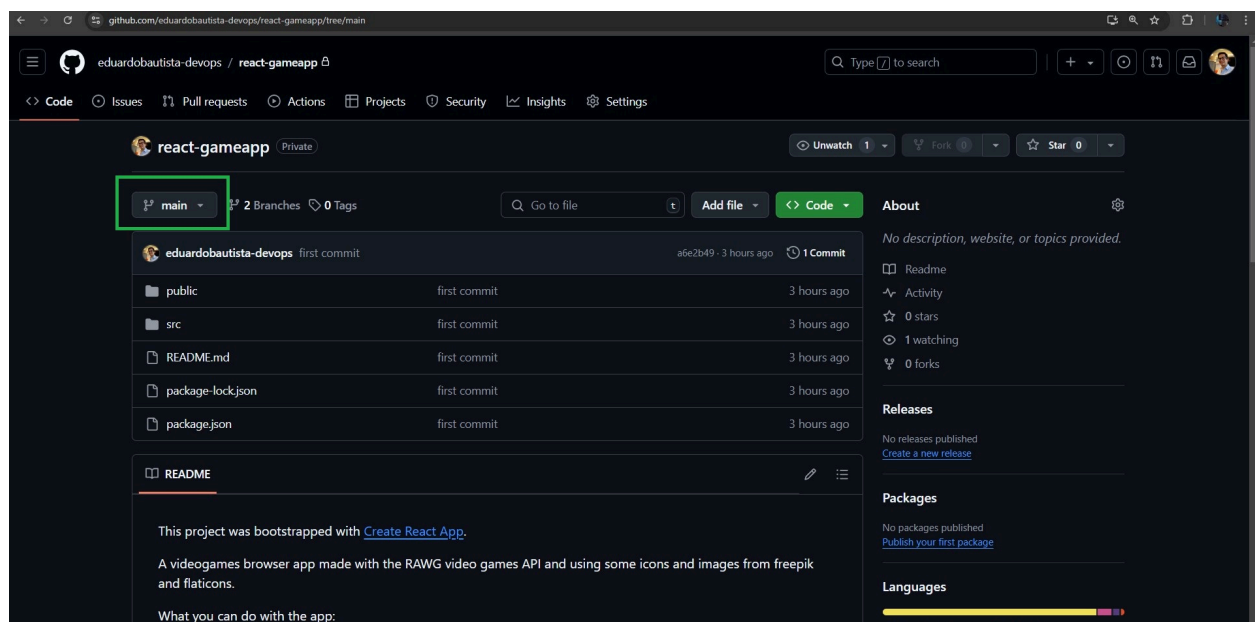 github.com/eduardobautista-devops/react-gameapp/tree/main
eduardobautista-devops / react-gameapp
Type / to search
Code Issues Pull requests Actions Projects Security Insights Settings
react-gameapp Private
Unwatch 1 Fork 0 Star 0
main 2 Branches 0 Tags Go to file t Add file Code
eduardobautista-devops first commit a6e2b49 · 3 hours ago 1 Commit
public first commit 3 hours ago
src first commit 3 hours ago
README.md first commit 3 hours ago
package-lock.json first commit 3 hours ago
package.json first commit 3 hours ago
README
This project was bootstrapped with Create React App.
A videogames browser app made with the RAWG video games API and using some icons and images from freepik
and flaticons.
What you can do with the app:
About
No description, website, or topics provided.
Readme
Activity
0 stars
1 watching
0 forks
Releases
No releases published
Create a new release
Packages
No packages published
Publish your first package
Languages